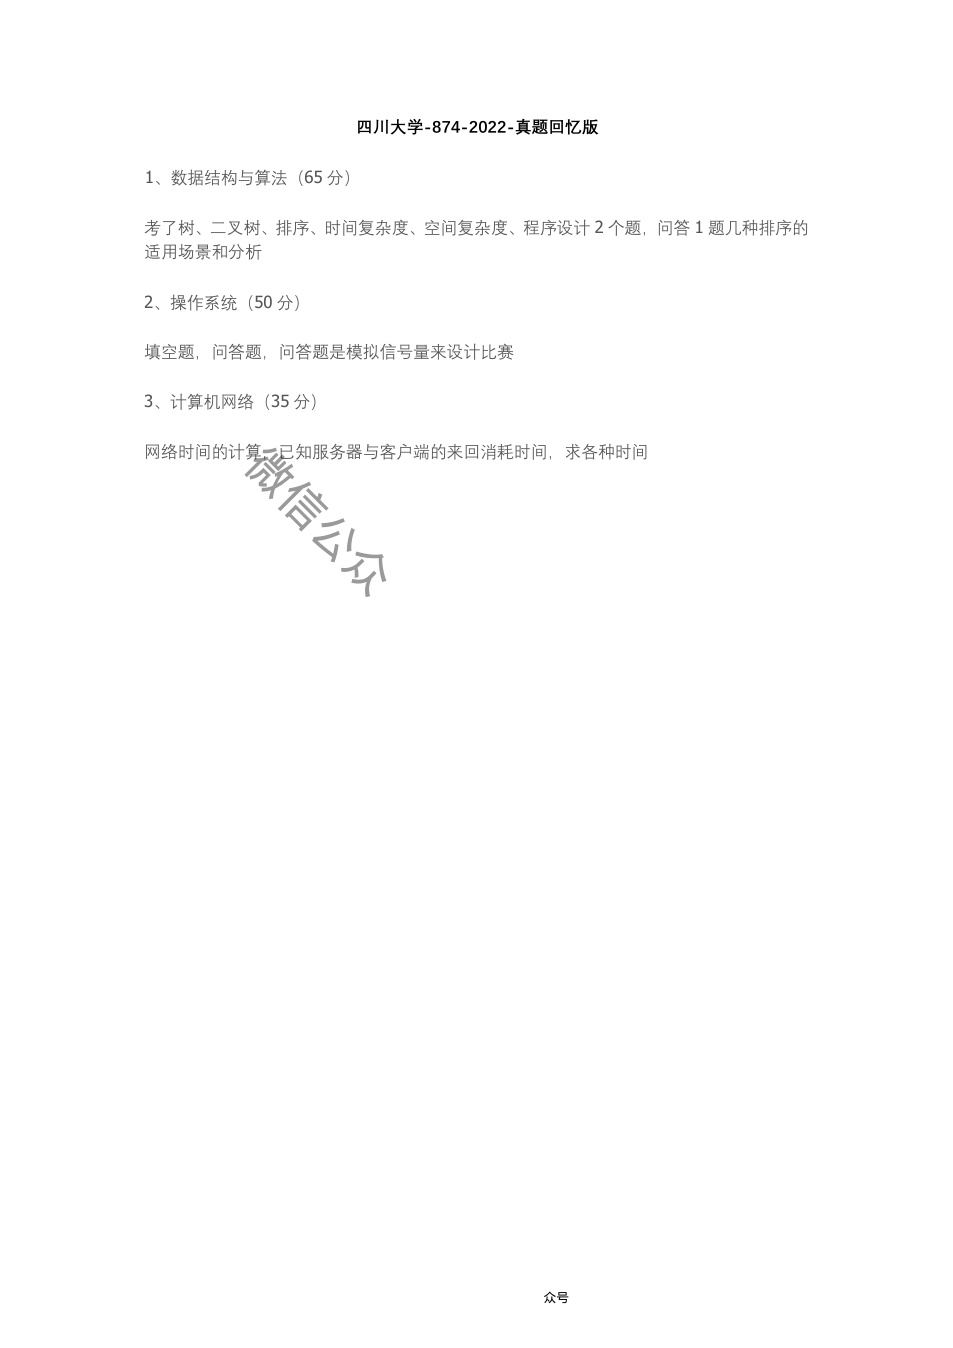 四川大学-874-2022-真题回忆版
1、数据结构与算法（65 分）
考了树、二叉树、排序、时间复杂度、空间复杂度、程序设计 2 个题，问答 1 题几种排序的
适用场景和分析
2、操作系统（50 分）
填空题，问答题，问答题是模拟信号量来设计比赛
3、计算机网络（35 分）
网络时间的计算，已知服务器与客户端的来回消耗时间，求各种时间
微信公众
众号